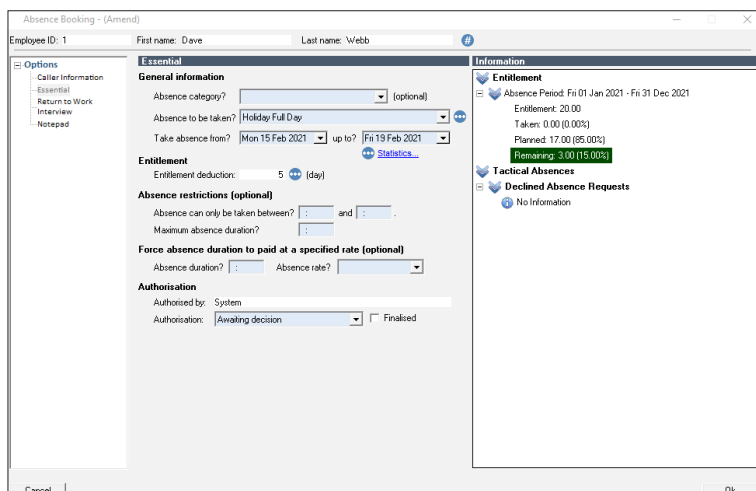 Absence Booking - (Amend)
Employee ID: 1 First name: Dave Last name: Webb #
Options
Caller Information
Essential
Return to Work
Interview
Notepad
Essential
General information
Absence category? (optional)
Absence to be taken? Holiday Full Day
Take absence from? Mon 15 Feb 2021 up to? Fri 19 Feb 2021
Statistics...
Entitlement
Entitlement deduction: 5 (day)
Absence restrictions (optional)
Absence can only be taken between? : and : .
Maximum absence duration? :
Force absence duration to paid at a specified rate (optional)
Absence duration? : Absence rate?
Authorisation
Authorised by: System
Authorisation: Awaiting decision Finalised
Information
Entitlement
Absence Period: Fri 01 Jan 2021 - Fri 31 Dec 2021
Entitlement: 20.00
Taken: 0.00 (0.00%)
Planned: 17.00 (85.00%)
Remaining: 3.00 (15.00%)
Tactical Absences
Declined Absence Requests
No Information
Cancel Ok